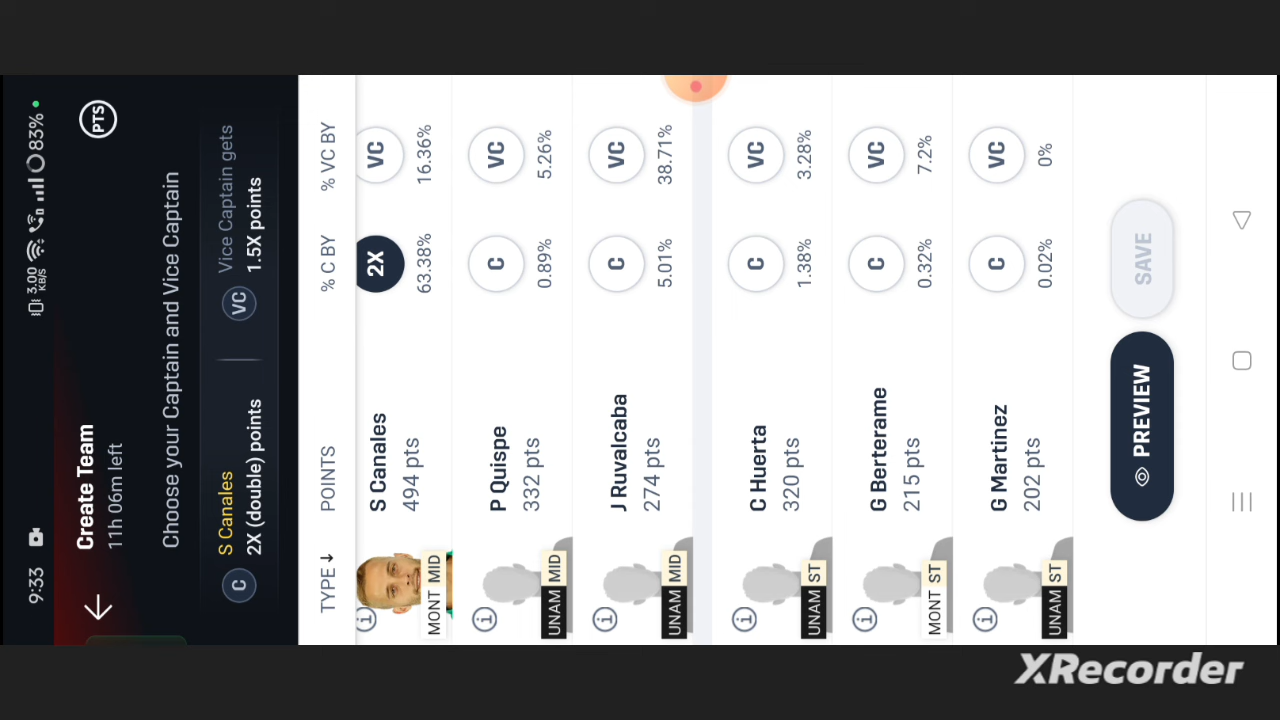 9:33
3.00
KB/S
83%
Create Team
11h 06m left
PTS
Choose your Captain and Vice Captain
C
S Canales
2X (double) points
VC
Vice Captain gets
1.5X points
TYPE ↓
POINTS
% C BY
% VC BY
MONT MID
S Canales
494 pts
2X
63.38%
VC
16.36%
UNAM MID
P Quispe
332 pts
C
0.89%
VC
5.26%
UNAM MID
J Ruvalcaba
274 pts
C
5.01%
VC
38.71%
UNAM ST
C Huerta
320 pts
C
1.38%
VC
3.28%
MONT ST
G Berterame
215 pts
C
0.32%
VC
7.2%
UNAM ST
G Martinez
202 pts
C
0.02%
VC
0%
PREVIEW
SAVE
XRecorder